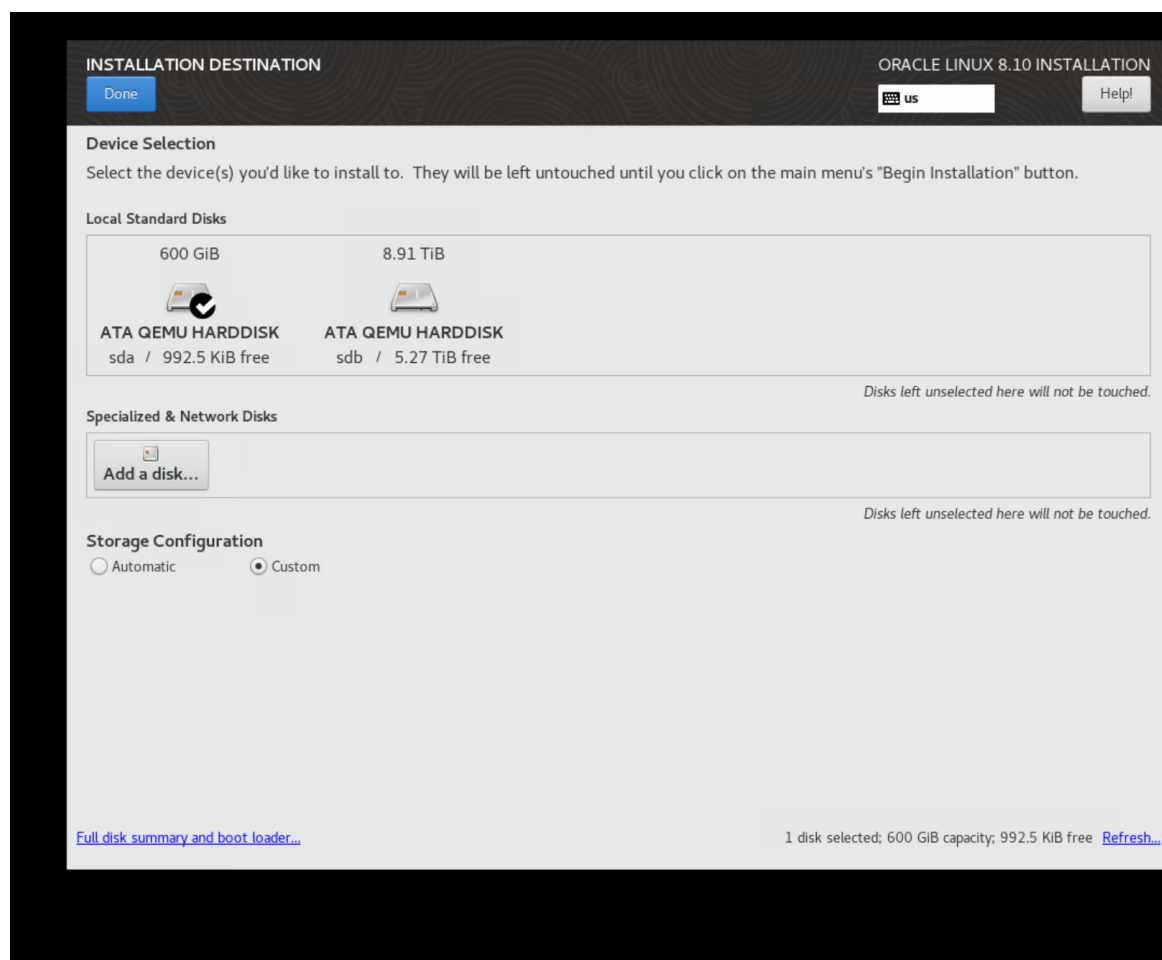 INSTALLATION DESTINATION
ORACLE LINUX 8.10 INSTALLATION
Done
us
Help!
Device Selection
Select the device(s) you'd like to install to. They will be left untouched until you click on the main menu's "Begin Installation" button.
Local Standard Disks
600 GiB
8.91 TiB
ATA QEMU HARDDISK
ATA QEMU HARDDISK
sda / 992.5 KiB free
sdb / 5.27 TiB free
Disks left unselected here will not be touched.
Specialized & Network Disks
Add a disk...
Disks left unselected here will not be touched.
Storage Configuration
Automatic
Custom
Full disk summary and boot loader...
1 disk selected; 600 GiB capacity; 992.5 KiB free Refresh...